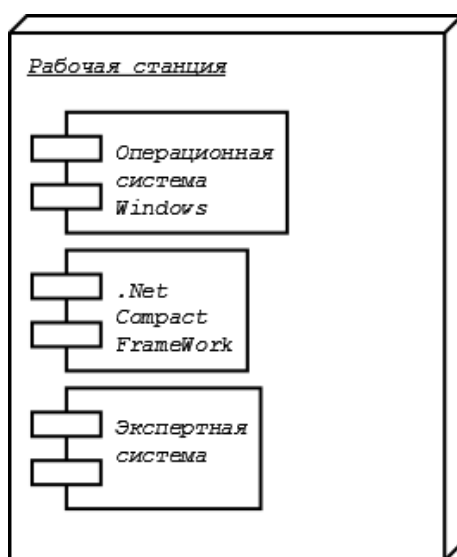 Рабочая станция
Операционная
система
Windows
.Net
Compact
FrameWork
Экспертная
система